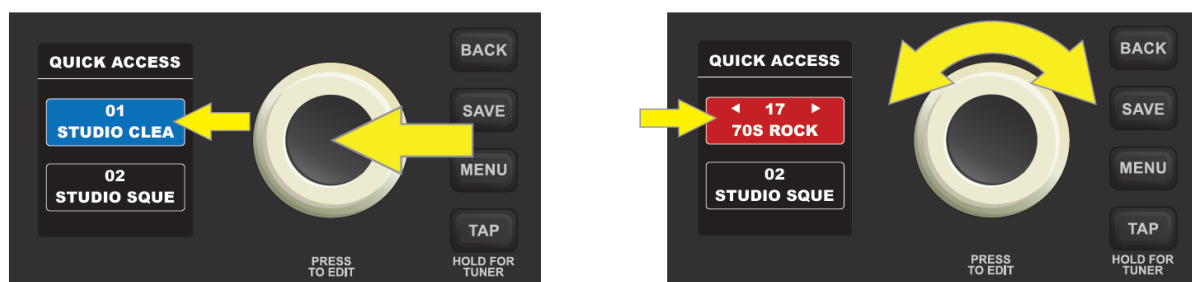 QUICK ACCESS
01
STUDIO CLEA
02
STUDIO SQUE
PRESS
TO EDIT
BACK
SAVE
MENU
TAP
HOLD FOR
TUNER
QUICK ACCESS
◄ 17 ►
70S ROCK
02
STUDIO SQUE
PRESS
TO EDIT
BACK
SAVE
MENU
TAP
HOLD FOR
TUNER